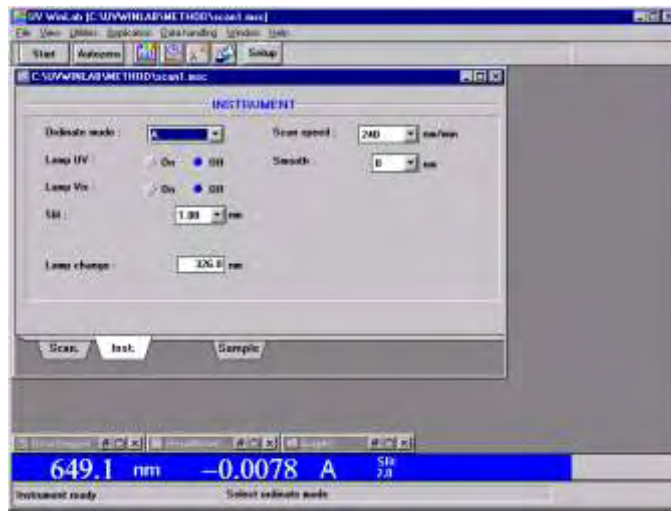 UV WinLab [C:\UVWINLAB\METHOD\scan1.msc]
File View Utilities Application Data handling Window Help
Start Autozero Setup
C:\UVWINLAB\METHOD\scan1.msc
INSTRUMENT
Ordinate mode : A Scan speed : 240 nm/min
Lamp UV : On Off Smooth : 0 nm
Lamp Vis : On Off
Slit : 1.00 nm
Lamp change : 326.0 nm
Scan. Inst. Sample
649.1 nm -0.0078 A Slit 2.0
Instrument ready Select ordinate mode